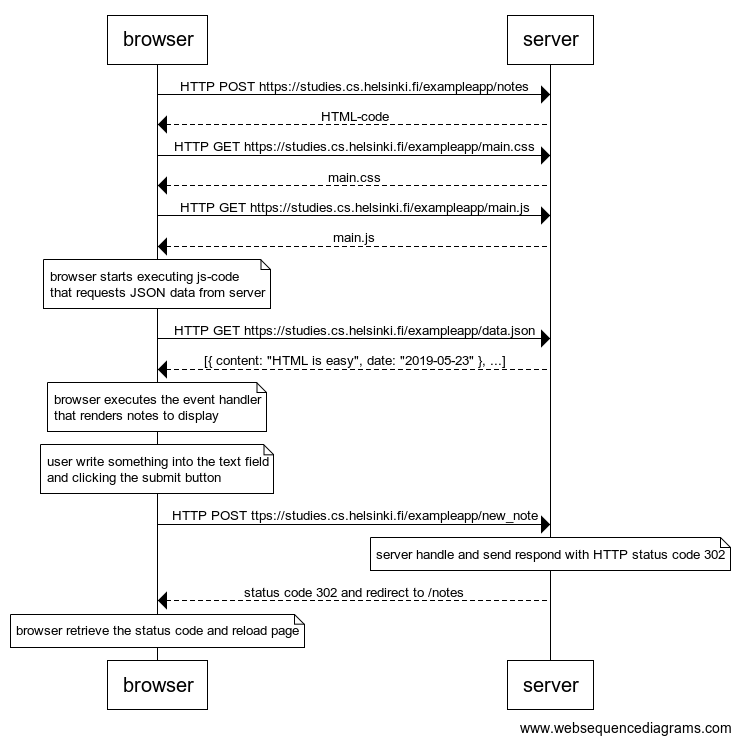 browser server
HTTP POST https://studies.cs.helsinki.fi/exampleapp/notes
HTML-code
HTTP GET https://studies.cs.helsinki.fi/exampleapp/main.css
main.css
HTTP GET https://studies.cs.helsinki.fi/exampleapp/main.js
main.js
browser starts executing js-code
that requests JSON data from server
HTTP GET https://studies.cs.helsinki.fi/exampleapp/data.json
[{ content: "HTML is easy", date: "2019-05-23" }, ...]
browser executes the event handler
that renders notes to display
user write something into the text field
and clicking the submit button
HTTP POST ttps://studies.cs.helsinki.fi/exampleapp/new_note
server handle and send respond with HTTP status code 302
status code 302 and redirect to /notes
browser retrieve the status code and reload page
browser server
www.websequencediagrams.com